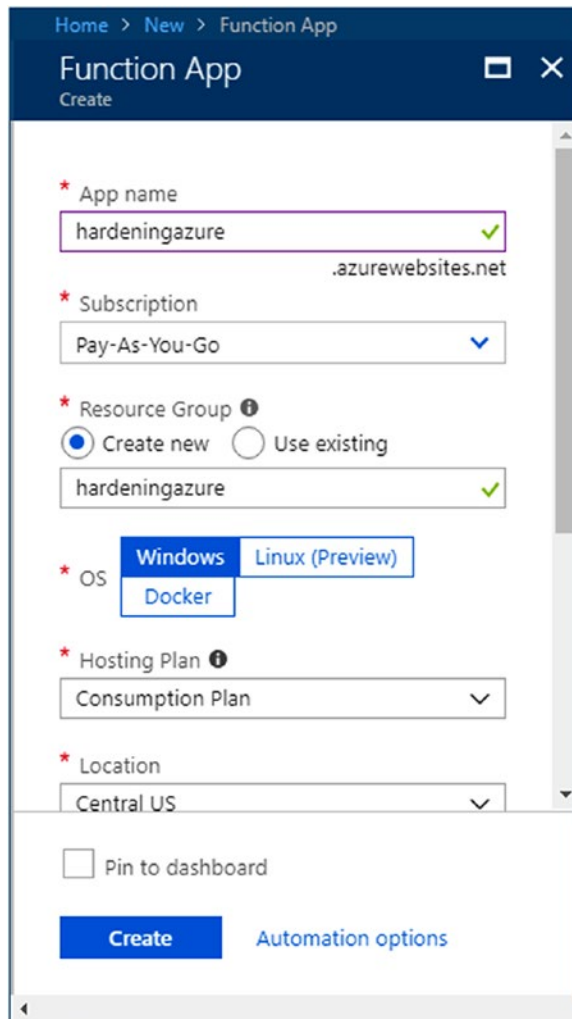 Home > New > Function App
Function App
Create
* App name
hardeningazure
.azurewebsites.net
* Subscription
Pay-As-You-Go
* Resource Group
Create new Use existing
hardeningazure
* OS Windows Linux (Preview)
Docker
* Hosting Plan
Consumption Plan
* Location
Central US
Pin to dashboard
Create Automation options